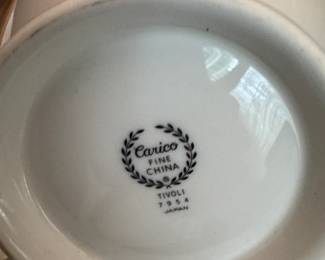 Carico
FINE
CHINA
®
TIVOLI
7954
JAPAN